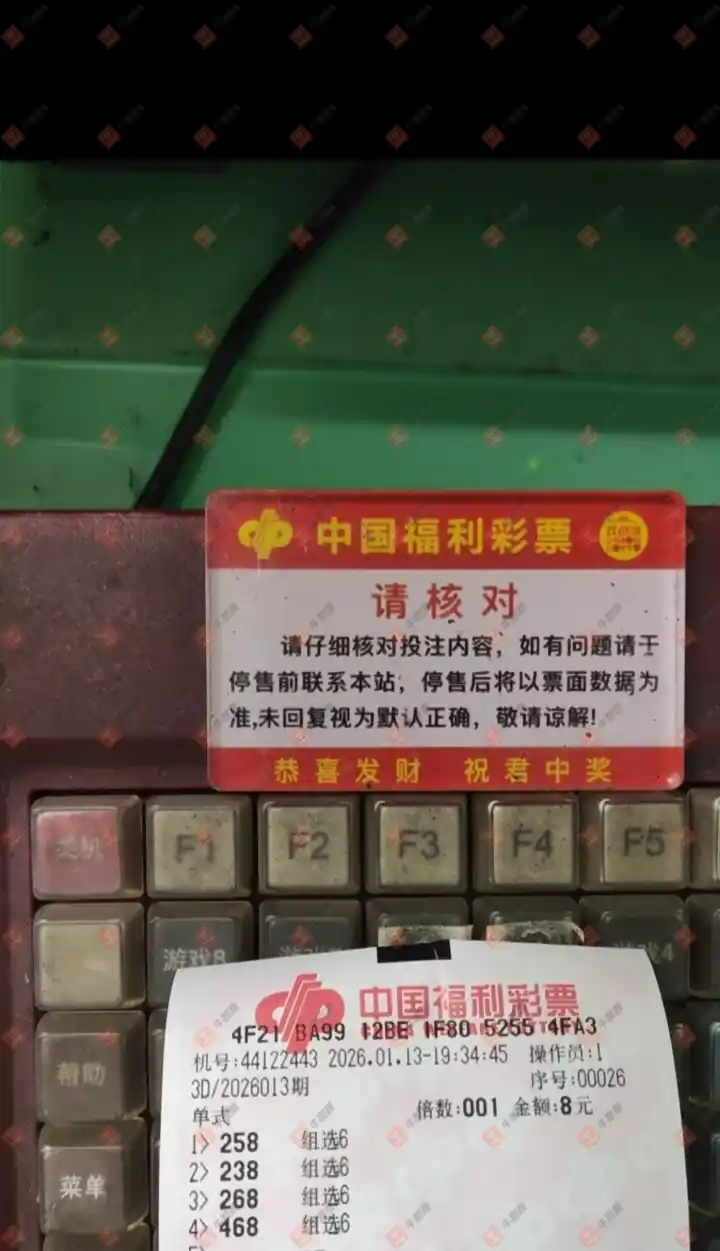 中国福利彩票
请核对
请仔细核对投注内容，如有问题请于
停售前联系本站，停售后将以票面数据为
准,未回复视为默认正确，敬请谅解!
恭喜发财 祝君中奖
F1 F2 F3 F4 F5
游戏8 游戏4
中国福利彩票
4F21 BA99 12BE 1F80 5255 4FA3
机号:44122443 2026.01.13-19:34:45 操作员:1
3D/2026013期 序号:00026
单式 倍数:001 金额:8元
1> 258 组选6
2> 238 组选6
帮助
3> 268 组选6
菜单
4> 468 组选6